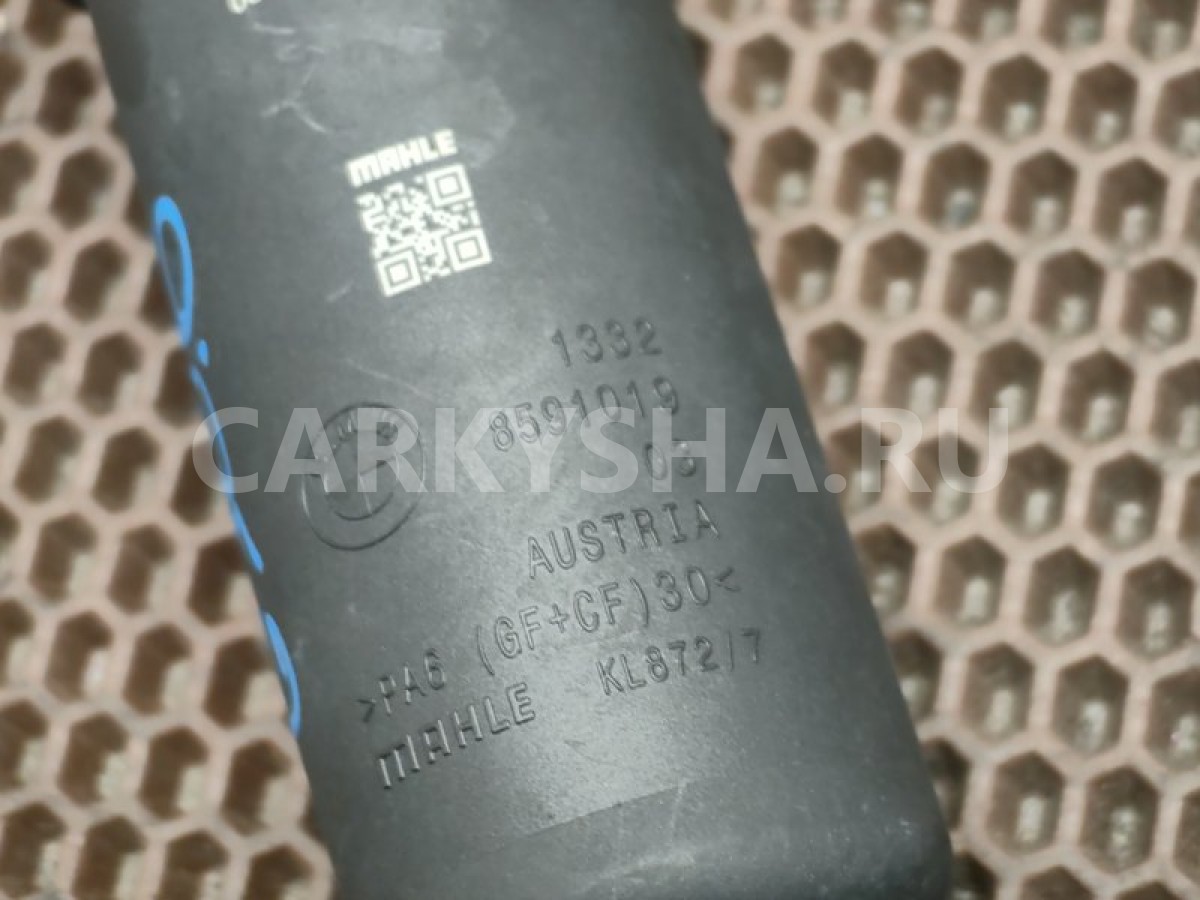 MAHLE
1332
8591019
CARKYSHA.RU
AUSTRIA
>PA6 (GF+CF)30<
MAHLE KL872/7